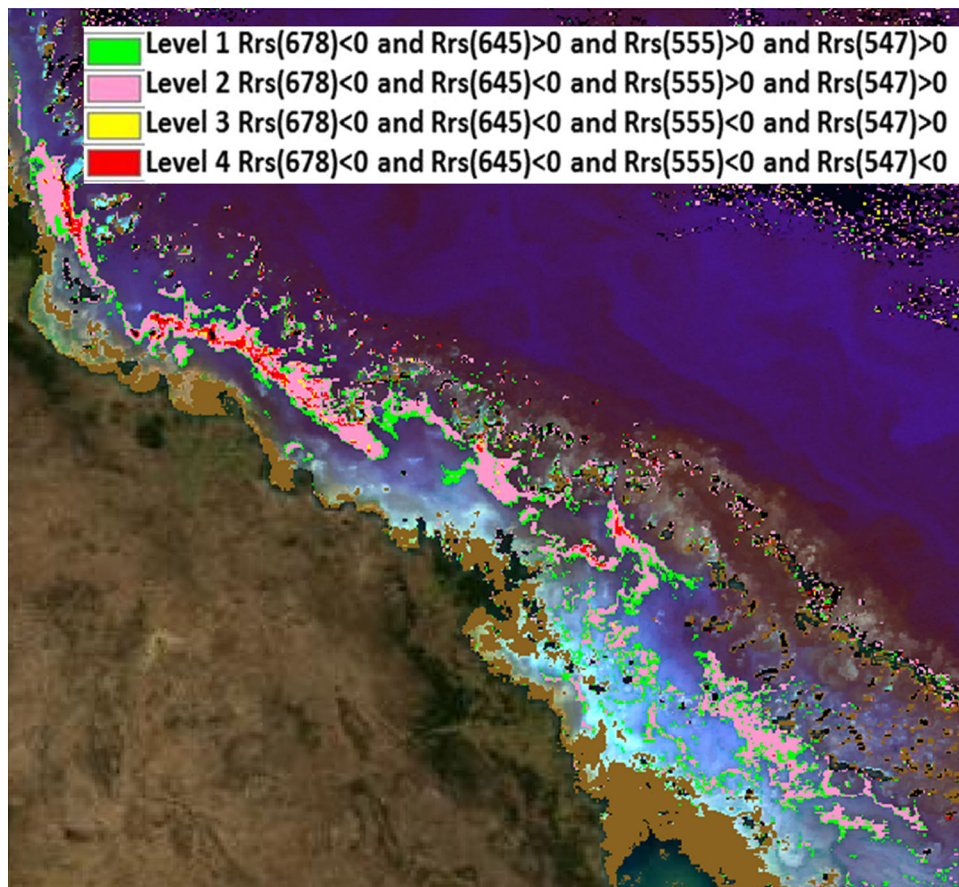 Level 1 Rrs(678)<0 and Rrs(645)>0 and Rrs(555)>0 and Rrs(547)>0
Level 2 Rrs(678)<0 and Rrs(645)<0 and Rrs(555)>0 and Rrs(547)>0
Level 3 Rrs(678)<0 and Rrs(645)<0 and Rrs(555)<0 and Rrs(547)>0
Level 4 Rrs(678)<0 and Rrs(645)<0 and Rrs(555)<0 and Rrs(547)<0